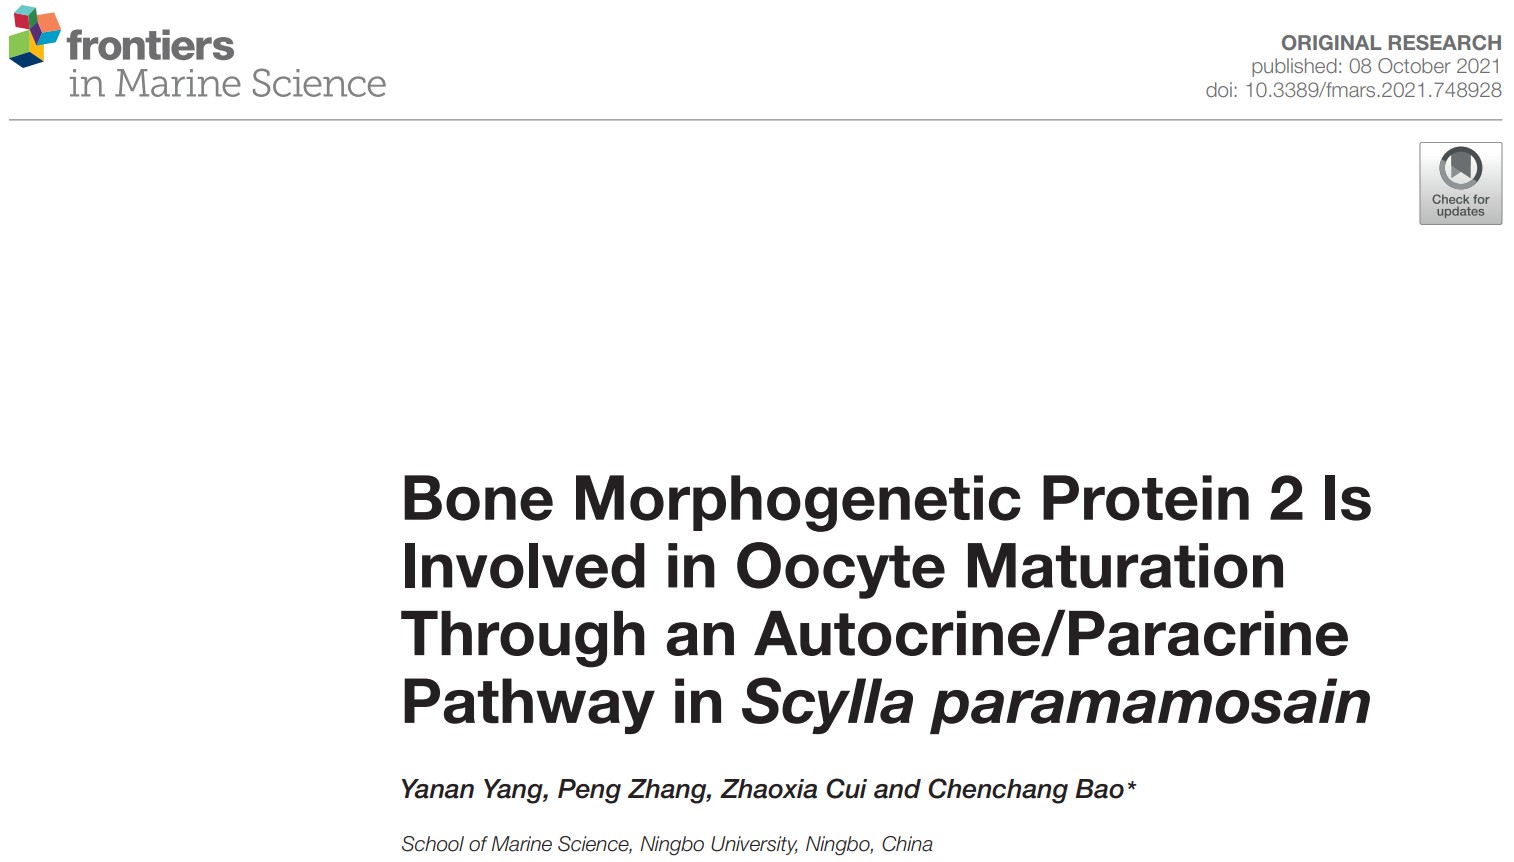 frontiers
in Marine Science
ORIGINAL RESEARCH
published: 08 October 2021
doi: 10.3389/fmars.2021.748928
Check for
updates
Bone Morphogenetic Protein 2 Is
Involved in Oocyte Maturation
Through an Autocrine/Paracrine
Pathway in Scylla paramamosain
Yanan Yang, Peng Zhang, Zhaoxia Cui and Chenchang Bao*
School of Marine Science, Ningbo University, Ningbo, China